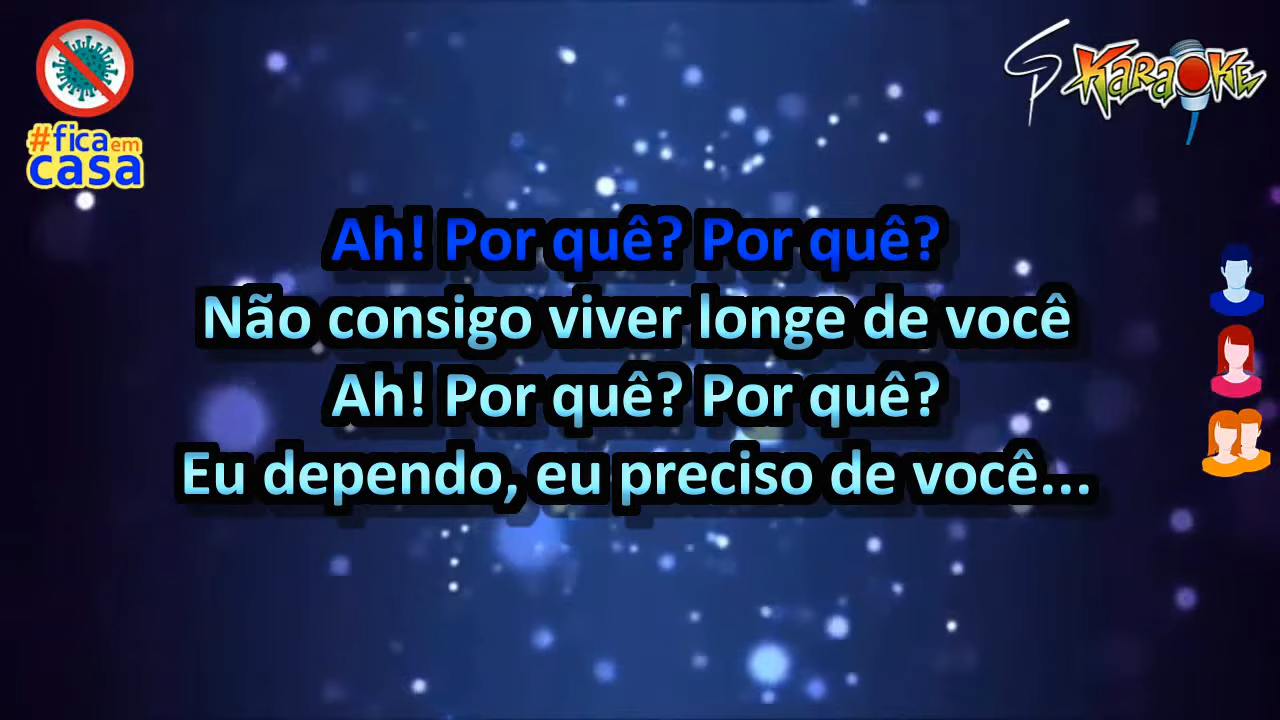 #fica em
casa
GP KaraOKe
Ah! Por quê? Por quê?
Não consigo viver longe de você
Ah! Por quê? Por quê?
Eu dependo, eu preciso de você...